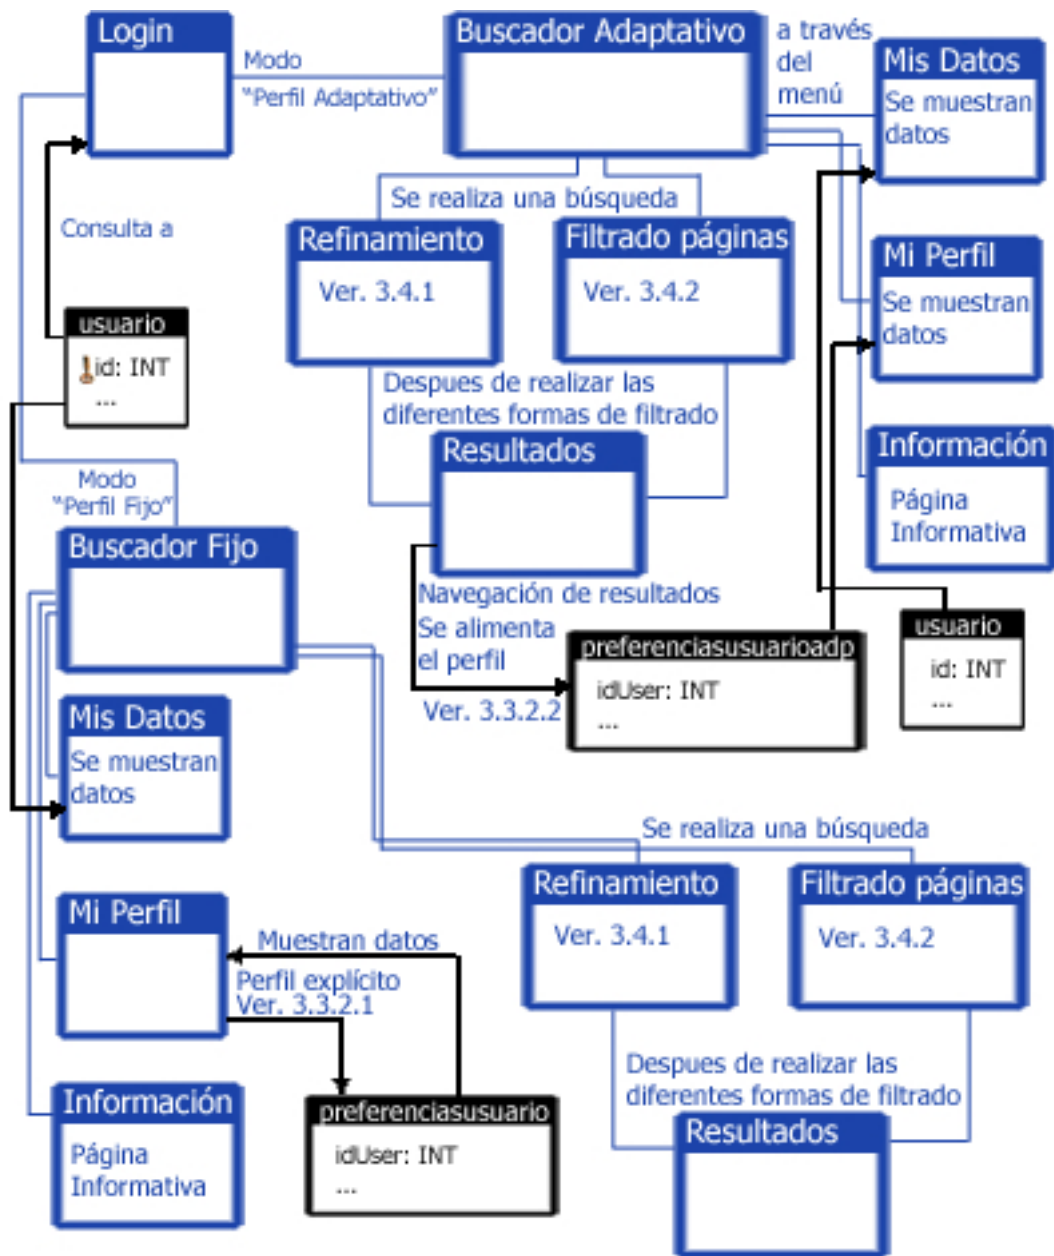 Login
Modo
"Perfil Adaptativo"
Buscador Adaptativo
a través
del
menú
Mis Datos
Se muestran
datos
Consulta a
Se realiza una búsqueda
Refinamiento
Ver. 3.4.1
Filtrado páginas
Ver. 3.4.2
Mi Perfil
Se muestran
datos
usuario
id: INT
...
Despues de realizar las
diferentes formas de filtrado
Resultados
Información
Página
Informativa
Modo
"Perfil Fijo"
Buscador Fijo
Navegación de resultados
Se alimenta
el perfil
Ver. 3.3.2.2
preferenciasusuarioadp
idUser: INT
...
usuario
id: INT
...
Mis Datos
Se muestran
datos
Se realiza una búsqueda
Refinamiento
Ver. 3.4.1
Filtrado páginas
Ver. 3.4.2
Mi Perfil
Muestran datos
Perfil explícito
Ver. 3.3.2.1
Despues de realizar las
diferentes formas de filtrado
Información
Página
Informativa
preferenciasusuario
idUser: INT
...
Resultados